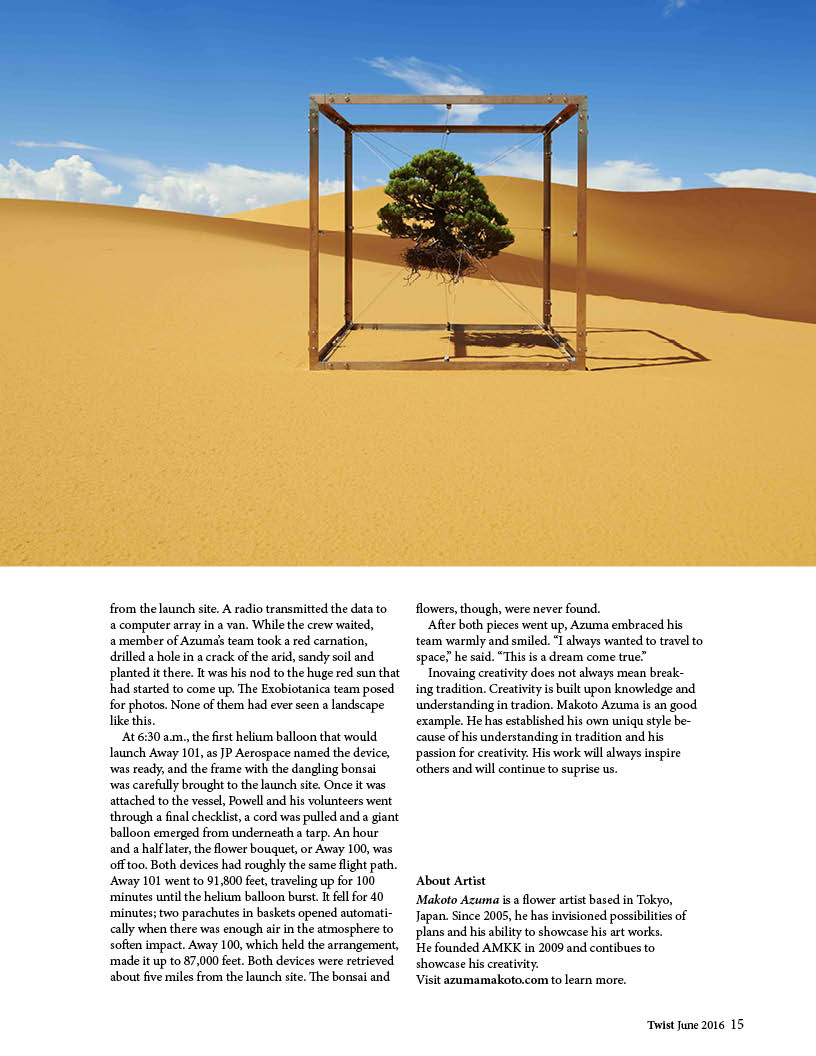 from the launch site. A radio transmitted the data to
a computer array in a van. While the crew waited,
a member of Azuma’s team took a red carnation,
drilled a hole in a crack of the arid, sandy soil and
planted it there. It was his nod to the huge red sun that
had started to come up. The Exobiotanica team posed
for photos. None of them had ever seen a landscape
like this.
At 6:30 a.m., the first helium balloon that would
launch Away 101, as JP Aerospace named the device,
was ready, and the frame with the dangling bonsai
was carefully brought to the launch site. Once it was
attached to the vessel, Powell and his volunteers went
through a final checklist, a cord was pulled and a giant
balloon emerged from underneath a tarp. An hour
and a half later, the flower bouquet, or Away 100, was
off too. Both devices had roughly the same flight path.
Away 101 went to 91,800 feet, traveling up for 100
minutes until the helium balloon burst. It fell for 40
minutes; two parachutes in baskets opened automati-
cally when there was enough air in the atmosphere to
soften impact. Away 100, which held the arrangement,
made it up to 87,000 feet. Both devices were retrieved
about five miles from the launch site. The bonsai and
flowers, though, were never found.
After both pieces went up, Azuma embraced his
team warmly and smiled. “I always wanted to travel to
space,” he said. “This is a dream come true.”
Inovaing creativity does not always mean break-
ing tradition. Creativity is built upon knowledge and
understanding in tradion. Makoto Azuma is an good
example. He has established his own uniqu style be-
cause of his understanding in tradition and his
passion for creativity. His work will always inspire
others and will continue to suprise us.
About Artist
Makoto Azuma is a flower artist based in Tokyo,
Japan. Since 2005, he has invisioned possibilities of
plans and his ability to showcase his art works.
He founded AMKK in 2009 and contibues to
showcase his creativity.
Visit azumamakoto.com to learn more.
Twist June 2016 15